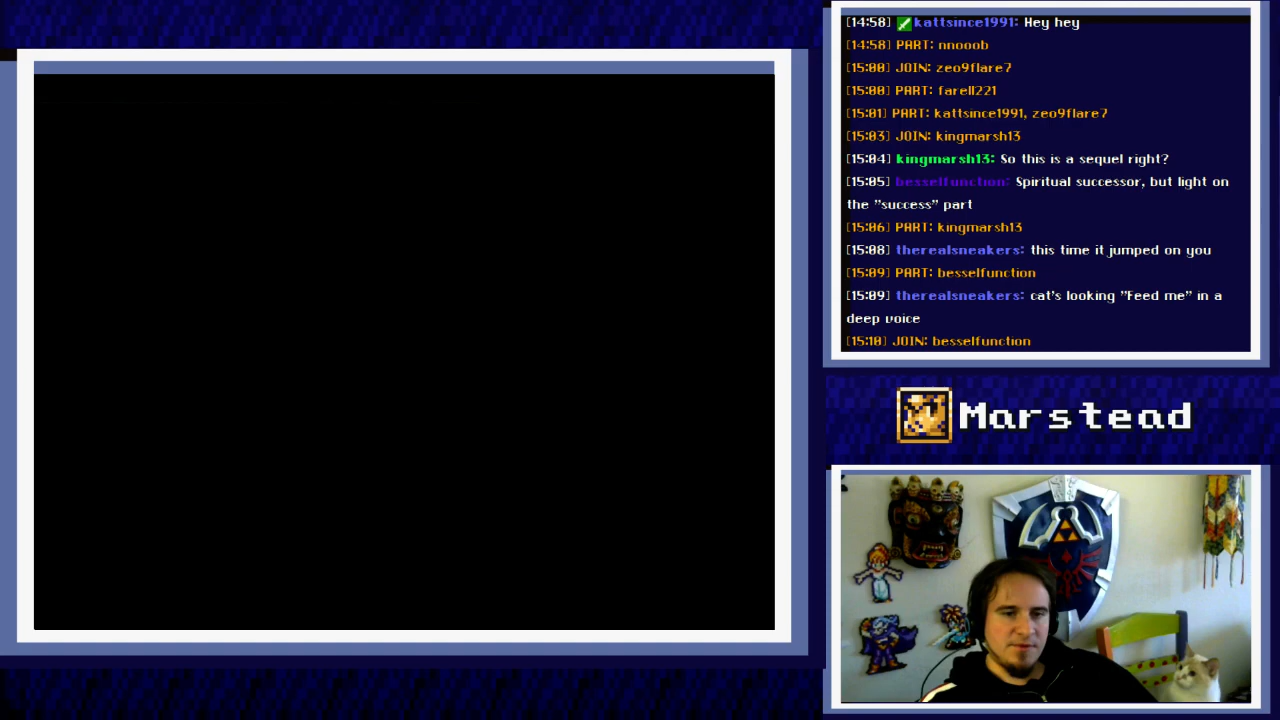 [14:58] kattsince1991: Hey hey
[14:58] PART: nnooob
[15:00] JOIN: zeo9flare7
[15:00] PART: farell221
[15:01] PART: kattsince1991, zeo9flare7
[15:03] JOIN: kingmarsh13
[15:04] kingmarsh13: So this is a sequel right?
[15:05] besselfunction: Spiritual successor, but light on
the "success" part
[15:06] PART: kingmarsh13
[15:08] therealsneakers: this time it jumped on you
[15:09] PART: besselfunction
[15:09] therealsneakers: cat's looking "Feed me" in a
deep voice
[15:10] JOIN: besselfunction
Marstead